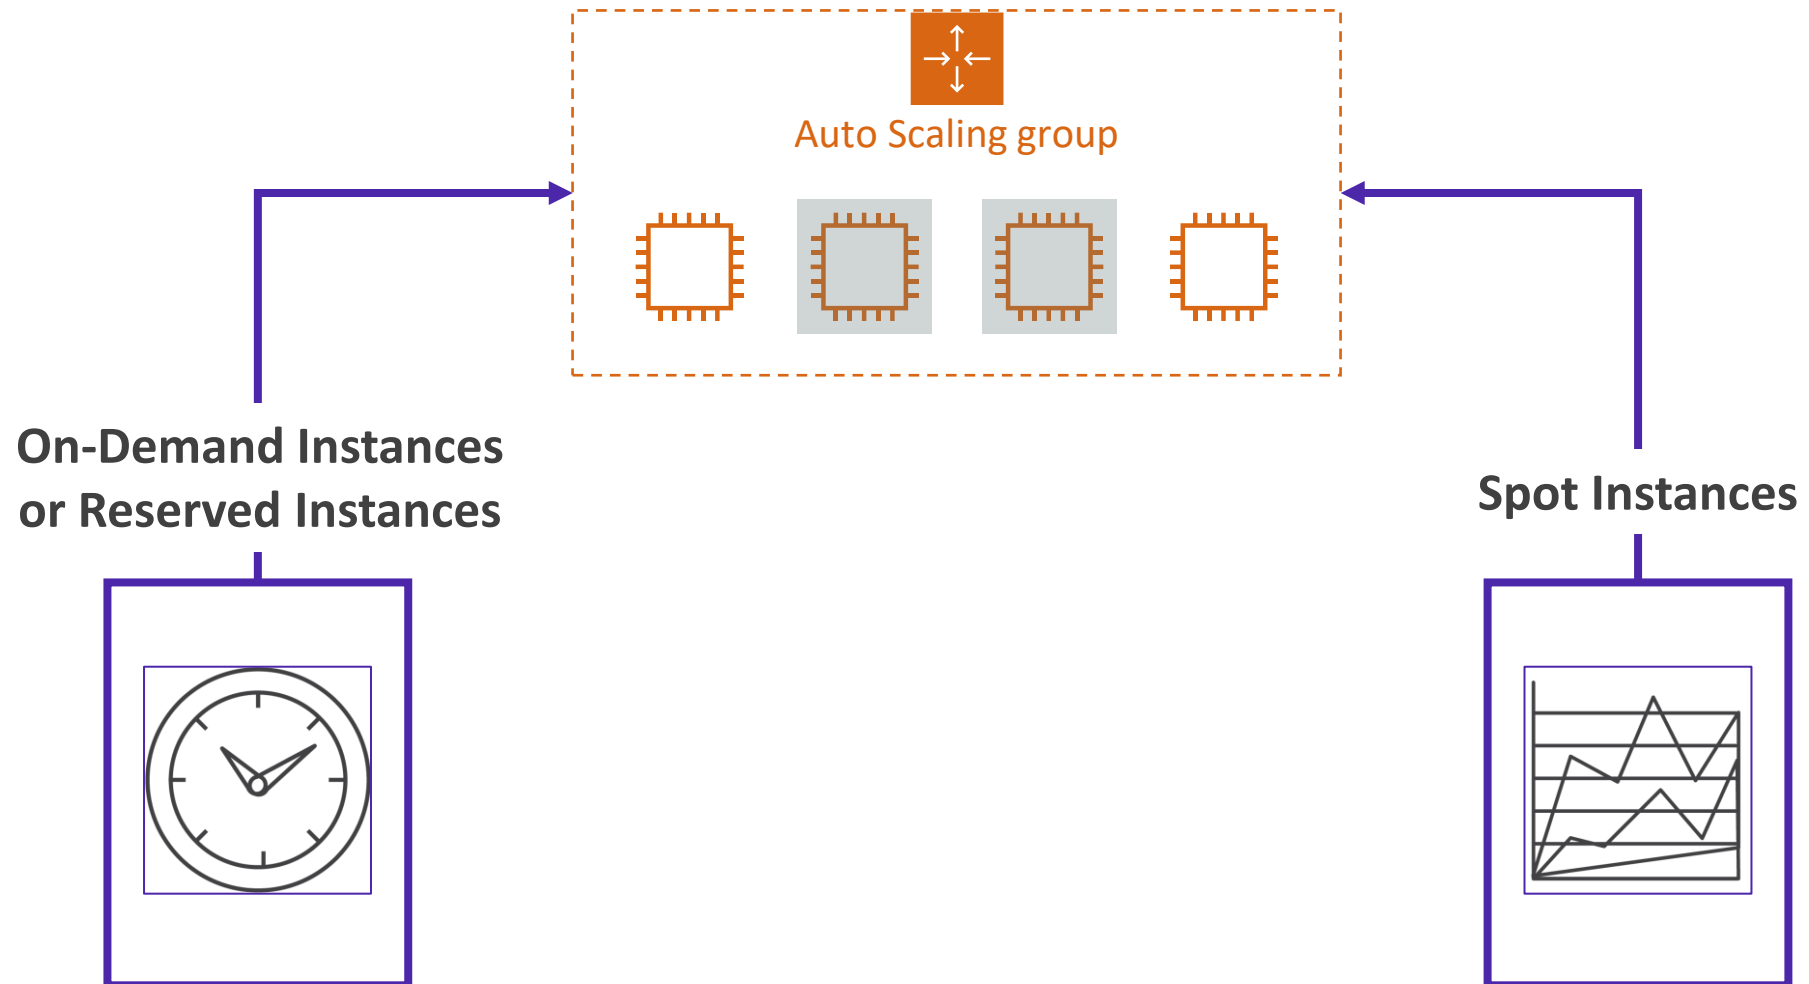 Auto Scaling group
On-Demand Instances
or Reserved Instances
Spot Instances